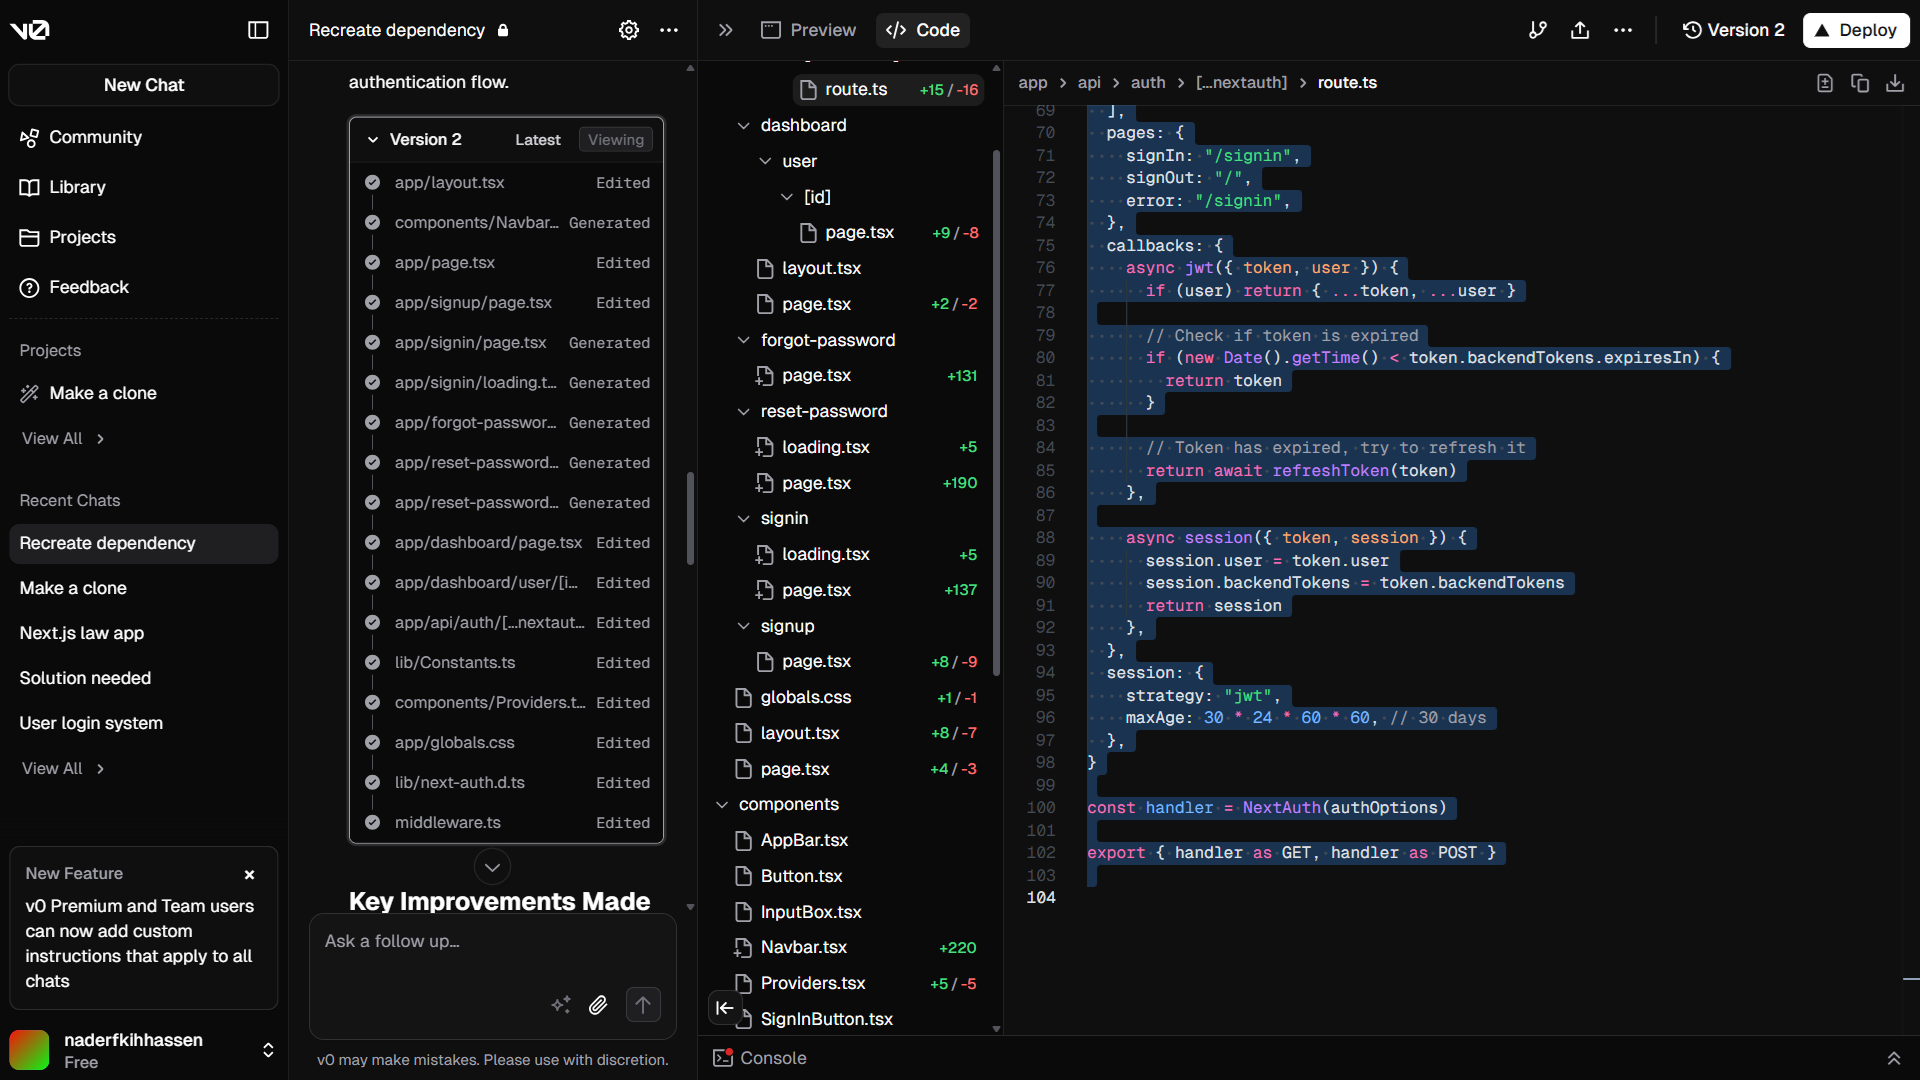 v0
New Chat
Community
Library
Projects
Feedback
Projects
Make a clone
View All
Recent Chats
Recreate dependency
Make a clone
Next.js law app
Solution needed
User login system
View All
New Feature
v0 Premium and Team users
can now add custom
instructions that apply to all
chats
naderfkihhassen
Free
Recreate dependency
authentication flow.
Version 2 Latest Viewing
app/layout.tsx Edited
components/Navbar... Generated
app/page.tsx Edited
app/signup/page.tsx Edited
app/signin/page.tsx Generated
app/signin/loading.t... Generated
app/forgot-passwor... Generated
app/reset-password... Generated
app/reset-password... Generated
app/dashboard/page.tsx Edited
app/dashboard/user/[i... Edited
app/api/auth/[...nextaut... Edited
lib/Constants.ts Edited
components/Providers.t... Edited
app/globals.css Edited
lib/next-auth.d.ts Edited
middleware.ts Edited
Key Improvements Made
Ask a follow up...
v0 may make mistakes. Please use with discretion.
Preview
Code
Version 2
Deploy
route.ts +15 / -16
dashboard
user
[id]
page.tsx +9 / -8
layout.tsx
page.tsx +2 / -2
forgot-password
page.tsx +131
reset-password
loading.tsx +5
page.tsx +190
signin
loading.tsx +5
page.tsx +137
signup
page.tsx +8 / -9
globals.css +1 / -1
layout.tsx +8 / -7
page.tsx +4 / -3
components
AppBar.tsx
Button.tsx
InputBox.tsx
Navbar.tsx +220
Providers.tsx +5 / -5
SignInButton.tsx
app > api > auth > [...nextauth] > route.ts
69 ],
70 pages: {
71 signIn: "/signin",
72 signOut: "/",
73 error: "/signin",
74 },
75 callbacks: {
76 async jwt({ token, user }) {
77 if (user) return { ...token, ...user }
78
79 // Check if token is expired
80 if (new Date().getTime() < token.backendTokens.expiresIn) {
81 return token
82 }
83
84 // Token has expired, try to refresh it
85 return await refreshToken(token)
86 },
87
88 async session({ token, session }) {
89 session.user = token.user
90 session.backendTokens = token.backendTokens
91 return session
92 },
93 },
94 session: {
95 strategy: "jwt",
96 maxAge: 30 * 24 * 60 * 60, // 30 days
97 },
98 }
99
100 const handler = NextAuth(authOptions)
101
102 export { handler as GET, handler as POST }
103
104
Console